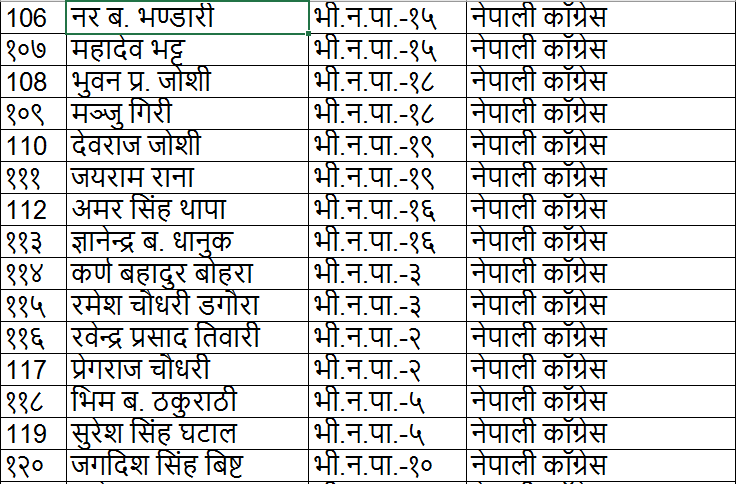 106 नर ब. भण्डारी भी.न.पा.-१५ नेपाली कॉंग्रेस
१०७ महादेव भट्ट भी.न.पा.-१५ नेपाली कॉंग्रेस
108 भुवन प्र. जोशी भी.न.पा.-१८ नेपाली कॉंग्रेस
१०९ मञ्जु गिरी भी.न.पा.-१८ नेपाली कॉंग्रेस
110 देवराज जोशी भी.न.पा.-१९ नेपाली कॉंग्रेस
१११ जयराम राना भी.न.पा.-१९ नेपाली कॉंग्रेस
112 अमर सिंह थापा भी.न.पा.-१६ नेपाली कॉंग्रेस
११३ ज्ञानेन्द्र ब. धानुक भी.न.पा.-१६ नेपाली कॉंग्रेस
११४ कर्ण बहादुर बोहरा भी.न.पा.-३ नेपाली कॉंग्रेस
११५ रमेश चौधरी डगौरा भी.न.पा.-३ नेपाली कॉंग्रेस
११६ रवेन्द्र प्रसाद तिवारी भी.न.पा.-२ नेपाली कॉंग्रेस
117 प्रेगराज चौधरी भी.न.पा.-२ नेपाली कॉंग्रेस
११८ भिम ब. ठकुराठी भी.न.पा.-५ नेपाली कॉंग्रेस
119 सुरेश सिंह घटाल भी.न.पा.-५ नेपाली कॉंग्रेस
१२० जगदिश सिंह बिष्ट भी.न.पा.-१० नेपाली कॉंग्रेस